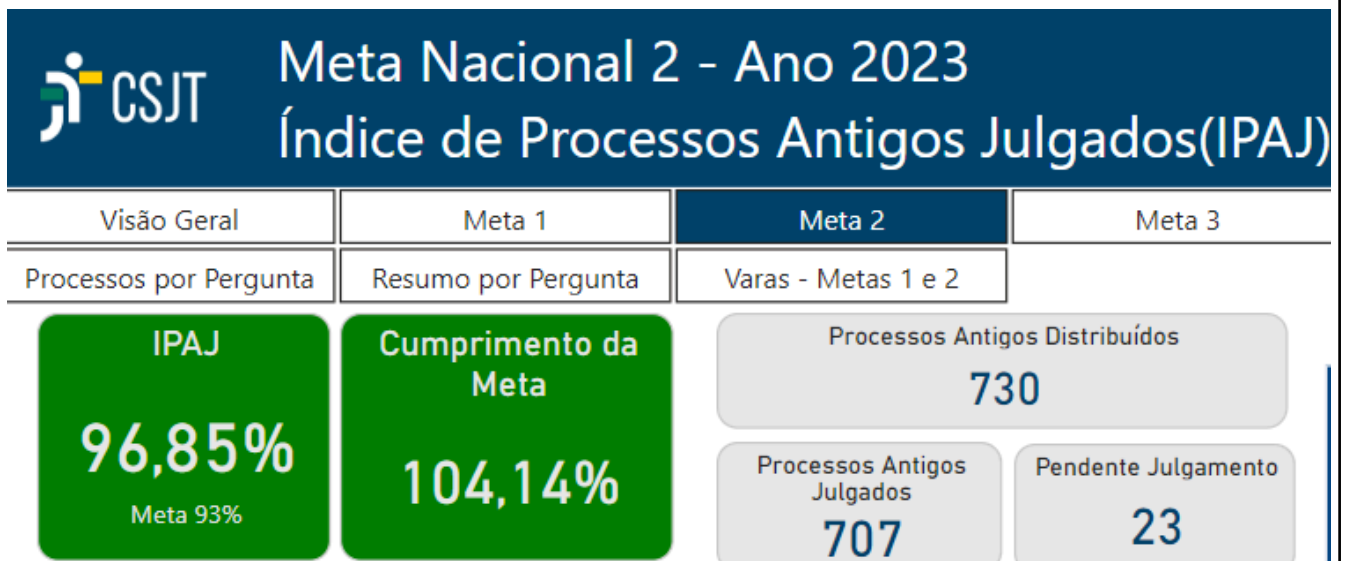 CSJT
Meta Nacional 2 - Ano 2023
Índice de Processos Antigos Julgados(IPAJ)
Visão Geral
Meta 1
Meta 2
Meta 3
Processos por Pergunta
Resumo por Pergunta
Varas - Metas 1 e 2
IPAJ
96,85%
Meta 93%
Cumprimento da
Meta
104,14%
Processos Antigos Distribuídos
730
Processos Antigos
Julgados
707
Pendente Julgamento
23